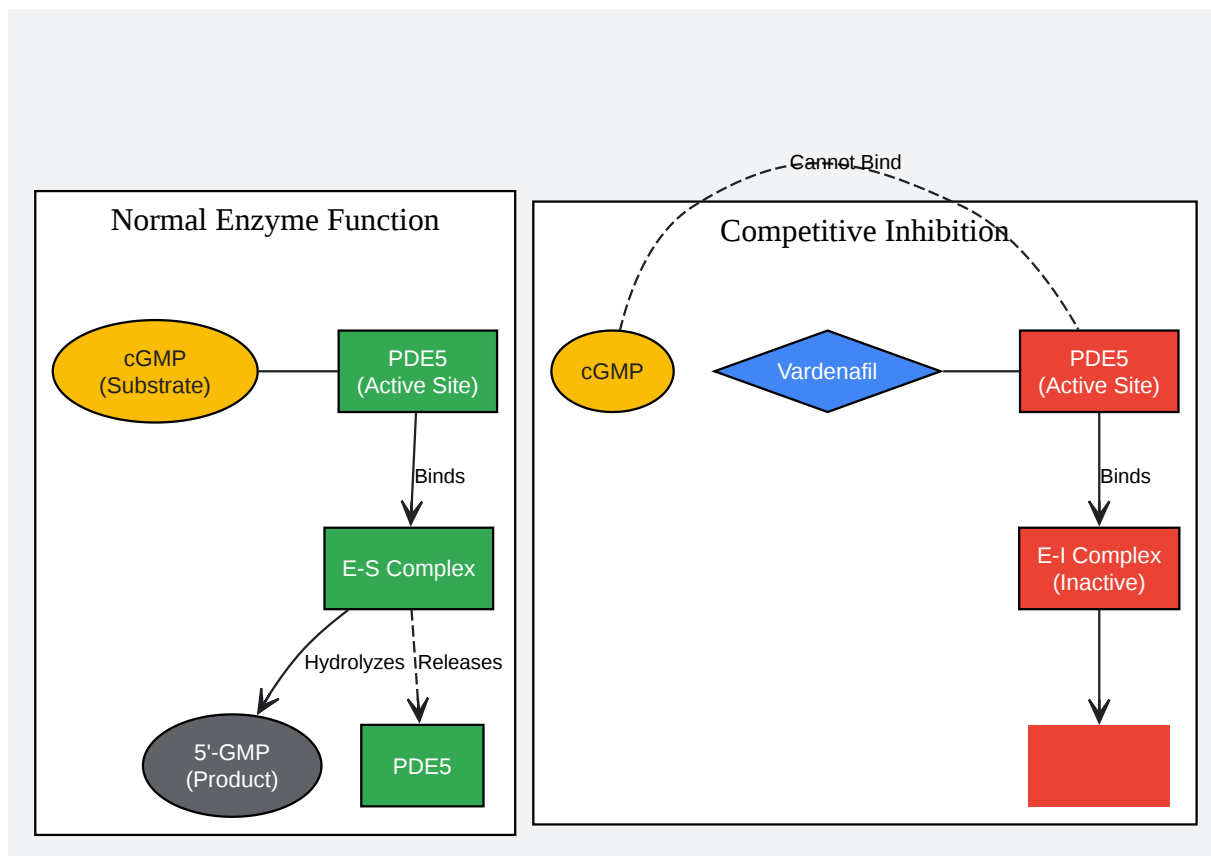 Normal Enzyme Function
cGMP
(Substrate)
PDE5
(Active Site)
Binds
E-S Complex
Hydrolyzes
Releases
5'-GMP
(Product)
PDE5
Cannot Bind
Competitive Inhibition
cGMP
Vardenafil
PDE5
(Active Site)
Binds
E-I Complex
(Inactive)